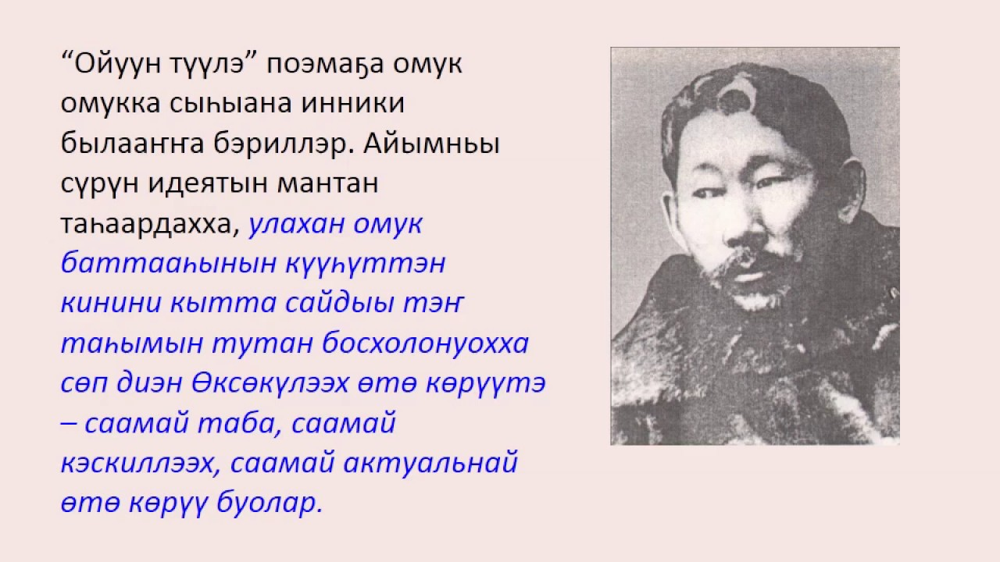 “Ойуун түүлэ” поэмаҕа омук
омукка сыһыана инники
былааҥҥа бэриллэр. Айымньы
сүрүн идеятын мантан
таһаардахха, улахан омук
баттааһынын күүһүттэн
кинини кытта сайдыы тэҥ
таһымын тутан босхолонуохха
сөп диэн Өксөкүлээх өтө көрүүтэ
– саамай таба, саамай
кэскиллээх, саамай актуальнай
өтө көрүү буолар.